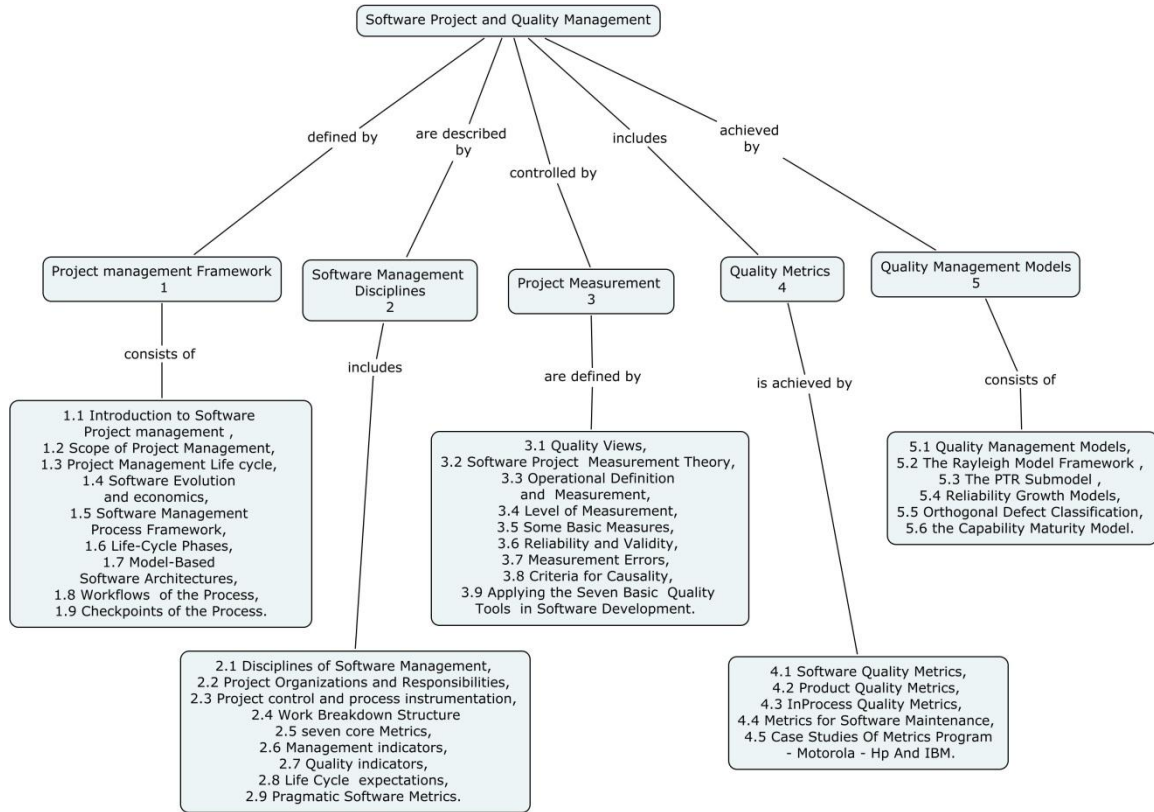 Software Project and Quality Management
defined by
are described
by
controlled by
includes
achieved
by
Project management Framework
1
Software Management
Disciplines
2
Project Measurement
3
Quality Metrics
4
Quality Management Models
5
consists of
includes
are defined by
is achieved by
consists of
1.1 Introduction to Software
Project management ,
1.2 Scope of Project Management,
1.3 Project Management Life cycle,
1.4 Software Evolution
and economics,
1.5 Software Management
Process Framework,
1.6 Life-Cycle Phases,
1.7 Model-Based
Software Architectures,
1.8 Workflows of the Process,
1.9 Checkpoints of the Process.
2.1 Disciplines of Software Management,
2.2 Project Organizations and Responsibilities,
2.3 Project control and process instrumentation,
2.4 Work Breakdown Structure
2.5 seven core Metrics,
2.6 Management indicators,
2.7 Quality indicators,
2.8 Life Cycle expectations,
2.9 Pragmatic Software Metrics.
3.1 Quality Views,
3.2 Software Project Measurement Theory,
3.3 Operational Definition
and Measurement,
3.4 Level of Measurement,
3.5 Some Basic Measures,
3.6 Reliability and Validity,
3.7 Measurement Errors,
3.8 Criteria for Causality,
3.9 Applying the Seven Basic Quality
Tools in Software Development.
4.1 Software Quality Metrics,
4.2 Product Quality Metrics,
4.3 InProcess Quality Metrics,
4.4 Metrics for Software Maintenance,
4.5 Case Studies Of Metrics Program
- Motorola - Hp And IBM.
5.1 Quality Management Models,
5.2 The Rayleigh Model Framework ,
5.3 The PTR Submodel ,
5.4 Reliability Growth Models,
5.5 Orthogonal Defect Classification,
5.6 the Capability Maturity Model.